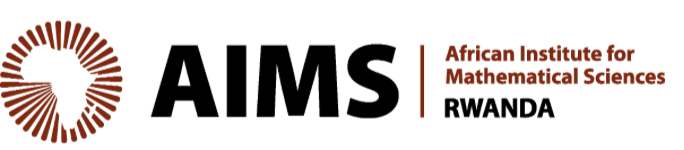 AIMS
African Institute for
Mathematical Sciences
RWANDA